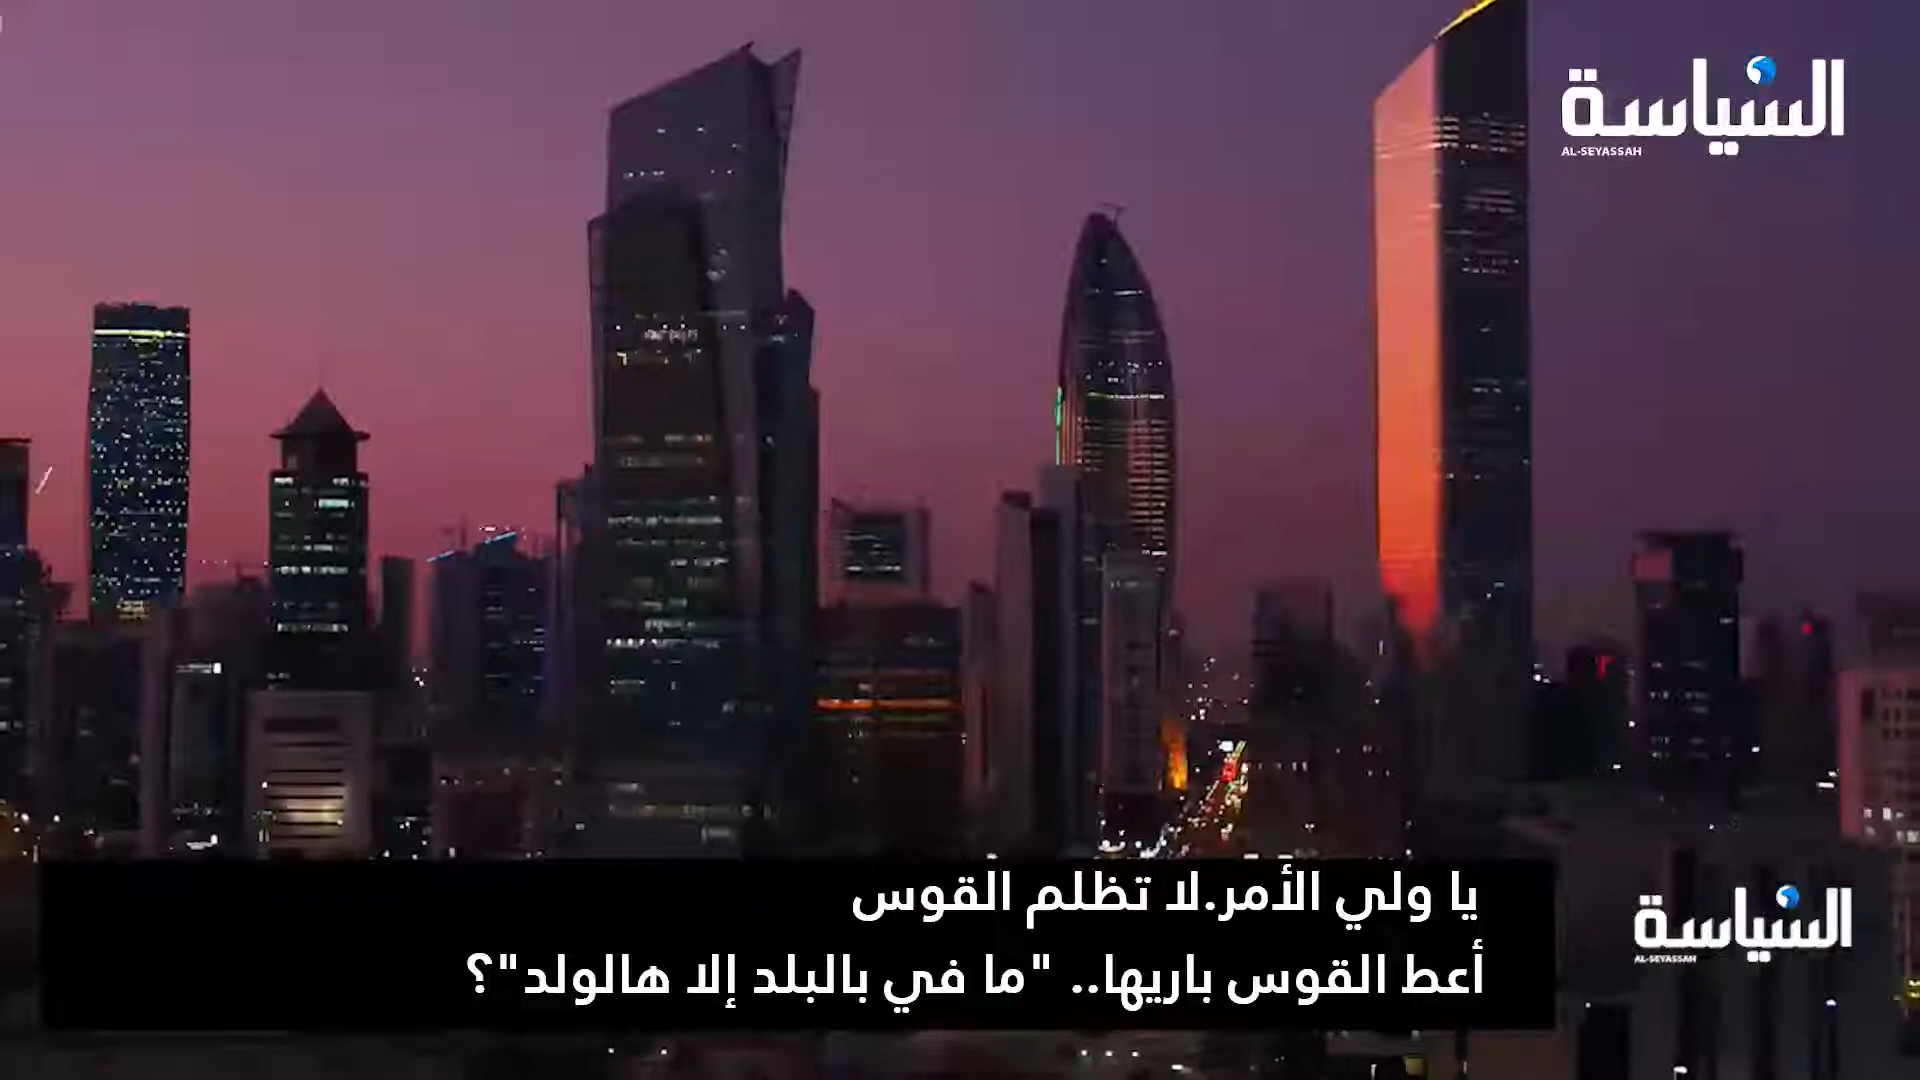 السياسة
AL-SEYASSAH
يا ولي الأمر.لا تظلم القوس
أعط القوس باريها.. "ما في بالبلد إلا هالولد"؟
السياسة
AL-SEYASSAH